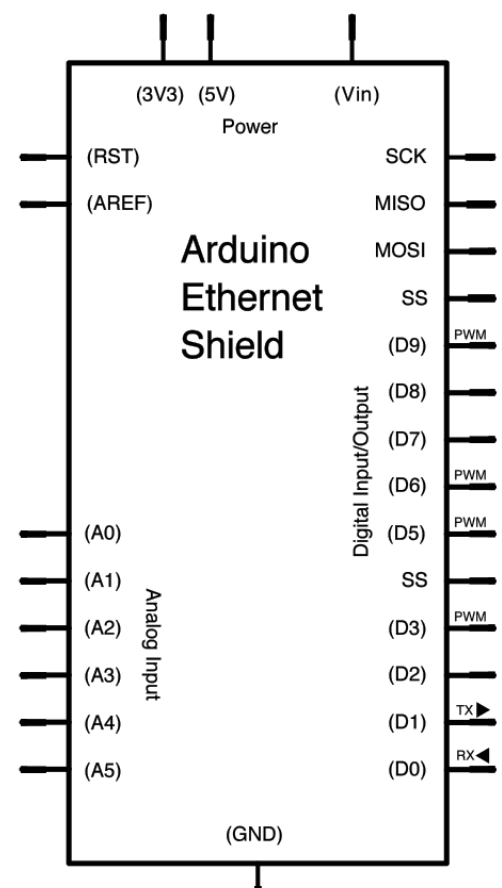 (3V3) (5V) (Vin)
Power
(RST) SCK
(AREF) MISO
Arduino
Ethernet
Shield
MOSI
SS
(D9) PWM
(D8)
(D7)
(D6) PWM
(D5) PWM
Digital Input/Output
SS
(D3) PWM
(D2)
(D1) TX
(D0) RX
(A0)
(A1)
(A2)
(A3)
(A4)
(A5)
Analog Input
(GND)